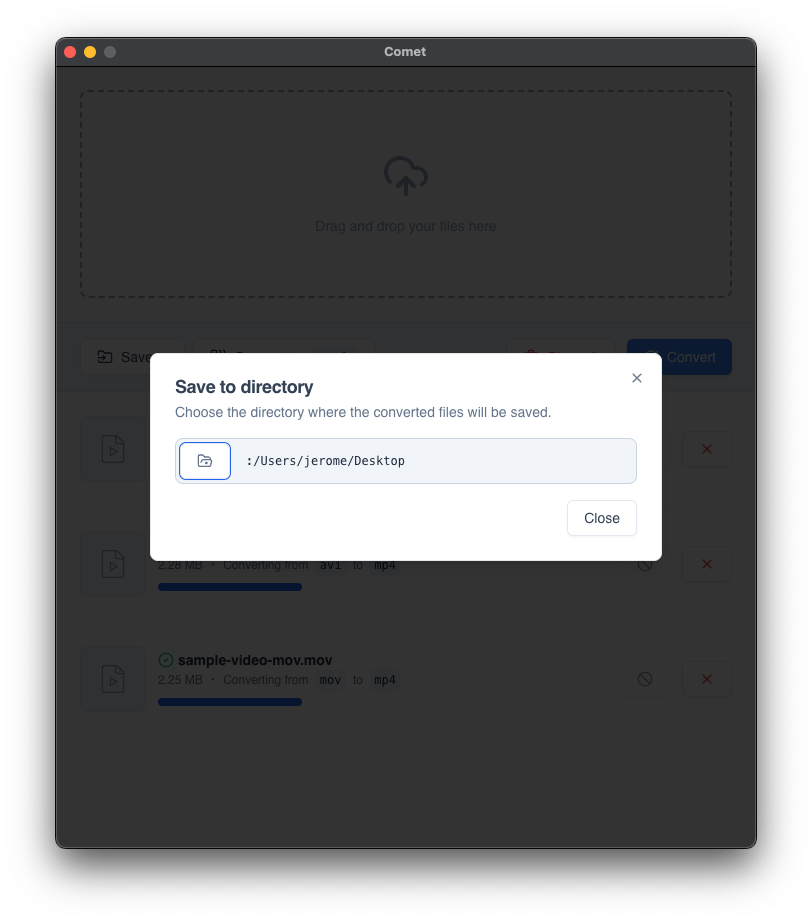 Comet
Drag and drop your files here
Save
Convert
Save to directory
Choose the directory where the converted files will be saved.
:/Users/jerome/Desktop
Close
2.28 MB · Converting from avi to mp4
sample-video-mov.mov
2.25 MB · Converting from mov to mp4